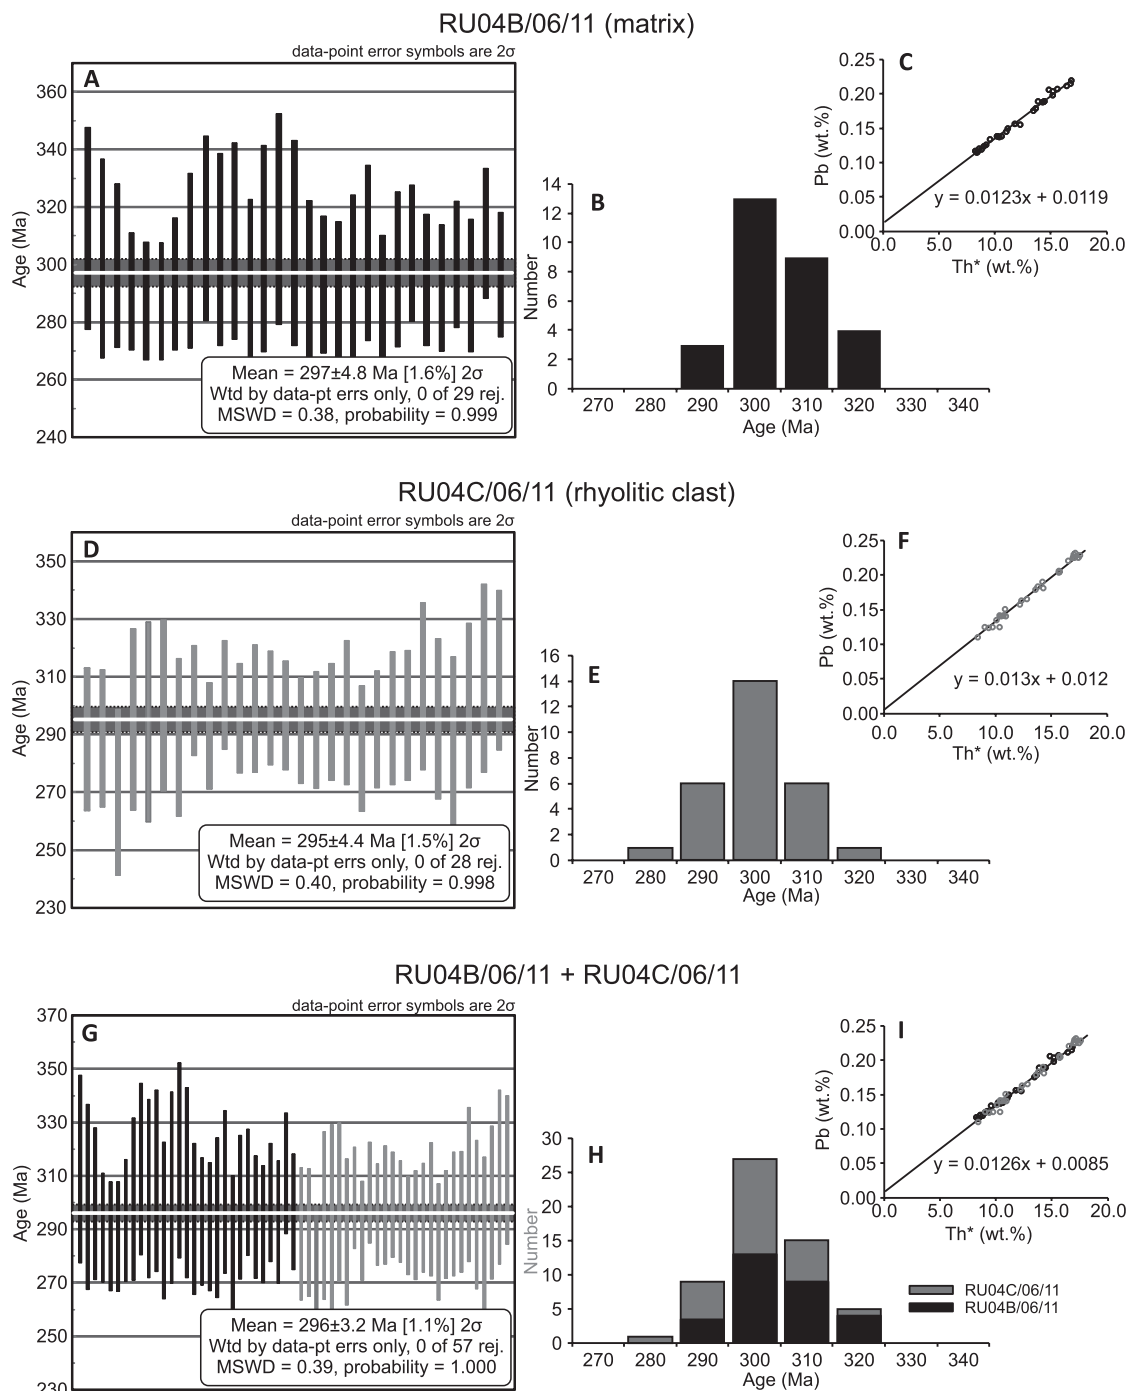 RU04B/06/11 (matrix)
data-point error symbols are 2σ
A
360
340
320
300
280
260
240
Age (Ma)
Mean = 297±4.8 Ma [1.6%] 2σ
Wtd by data-pt errs only, 0 of 29 rej.
MSWD = 0.38, probability = 0.999
B
14
12
10
8
6
4
2
0
Number
270 280 290 300 310 320 330 340
Age (Ma)
C
0.25
0.20
0.15
0.10
0.05
0.00
Pb (wt.%)
y = 0.0123x + 0.0119
0.0 5.0 10.0 15.0 20.0
Th* (wt.%)
RU04C/06/11 (rhyolitic clast)
data-point error symbols are 2σ
D
350
330
310
290
270
250
230
Age (Ma)
Mean = 295±4.4 Ma [1.5%] 2σ
Wtd by data-pt errs only, 0 of 28 rej.
MSWD = 0.40, probability = 0.998
E
16
14
12
10
8
6
4
2
0
Number
270 280 290 300 310 320 330 340
Age (Ma)
F
0.25
0.20
0.15
0.10
0.05
0.00
Pb (wt.%)
y = 0.013x + 0.012
0.0 5.0 10.0 15.0 20.0
Th* (wt.%)
RU04B/06/11 + RU04C/06/11
data-point error symbols are 2σ
G
370
350
330
310
290
270
250
230
Age (Ma)
Mean = 296±3.2 Ma [1.1%] 2σ
Wtd by data-pt errs only, 0 of 57 rej.
MSWD = 0.39, probability = 1.000
H
30
25
20
15
10
5
0
Number
270 280 290 300 310 320 330 340
Age (Ma)
I
0.25
0.20
0.15
0.10
0.05
0.00
Pb (wt.%)
y = 0.0126x + 0.0085
0.0 5.0 10.0 15.0 20.0
Th* (wt.%)
RU04C/06/11
RU04B/06/11